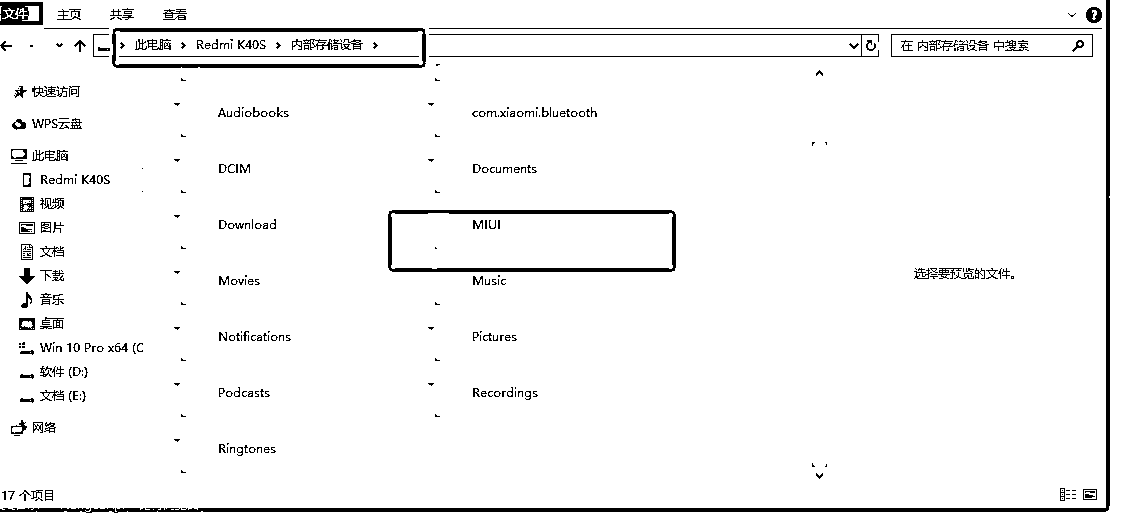 文件 主页 共享 查看
此电脑 Redmi K40S 内部存储设备
在 内部存储设备 中搜索
快速访问
WPS云盘
此电脑
Redmi K40S
视频
图片
文档
下载
音乐
桌面
Win 10 Pro x64 (C
软件 (D:)
文档 (E:)
网络
Audiobooks com.xiaomi.bluetooth
DCIM Documents
Download MIUI
Movies Music
Notifications Pictures
Podcasts Recordings
Ringtones
选择要预览的文件。
17 个项目